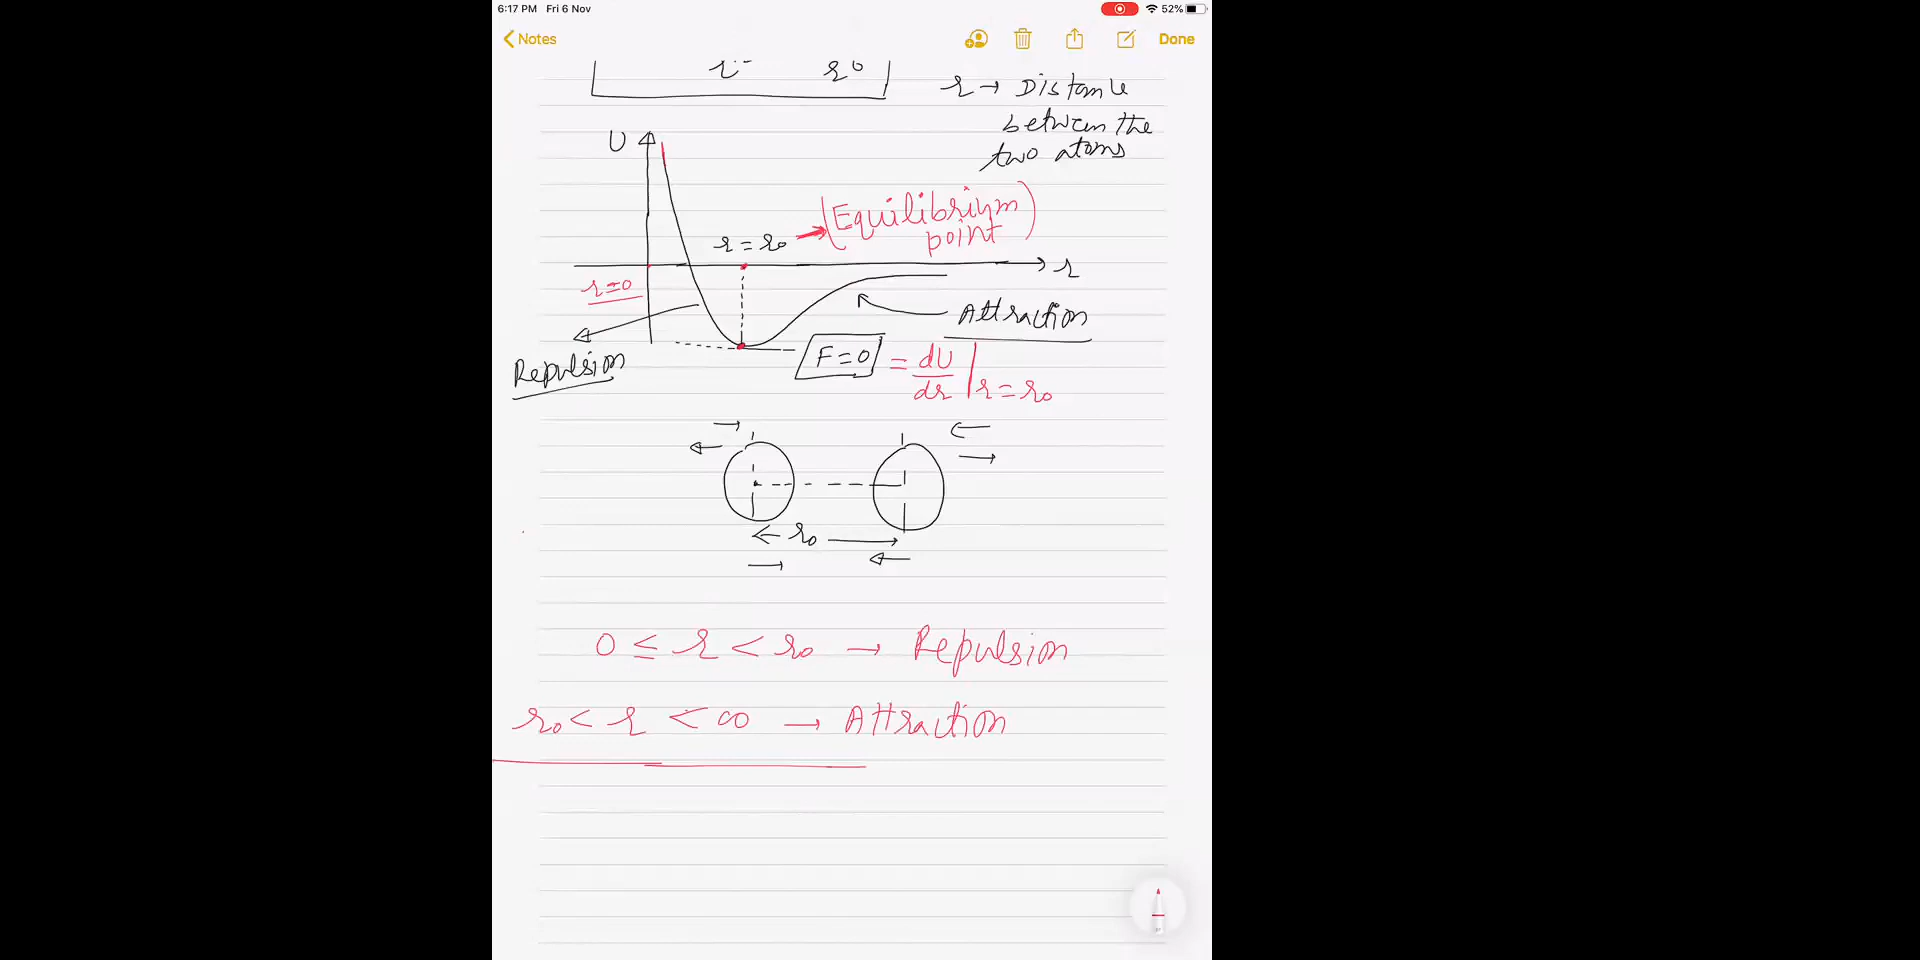 6:17 PM Fri 6 Nov
52%
Notes
Done
r
r → Distance
between the
two atoms
U
(Equilibrium
point)
r = r₀ →
r
r=0
Attraction
Repulsion
F=0 = dU/dr | r = r₀
← r₀ →
0 ≤ r < r₀ → Repulsion
r₀ < r < ∞ → Attraction